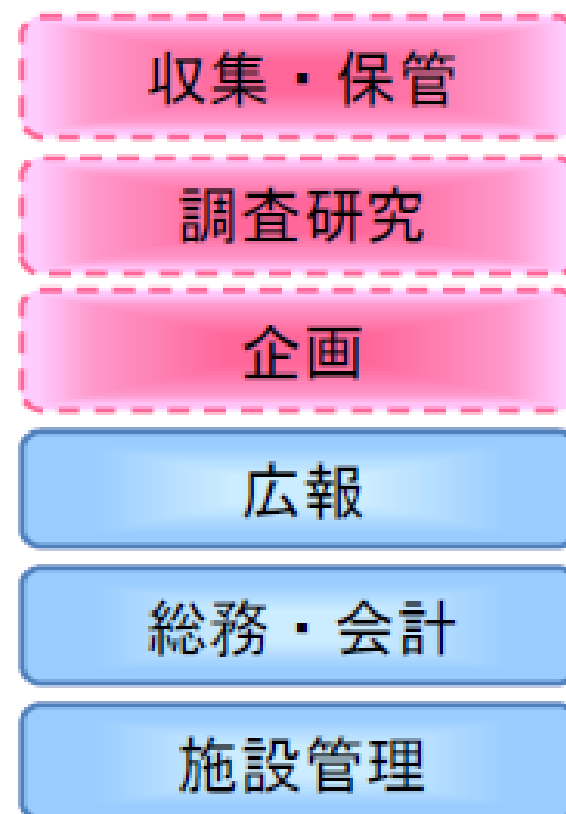 収集・保管
調査研究
企画
広報
総務・会計
施設管理